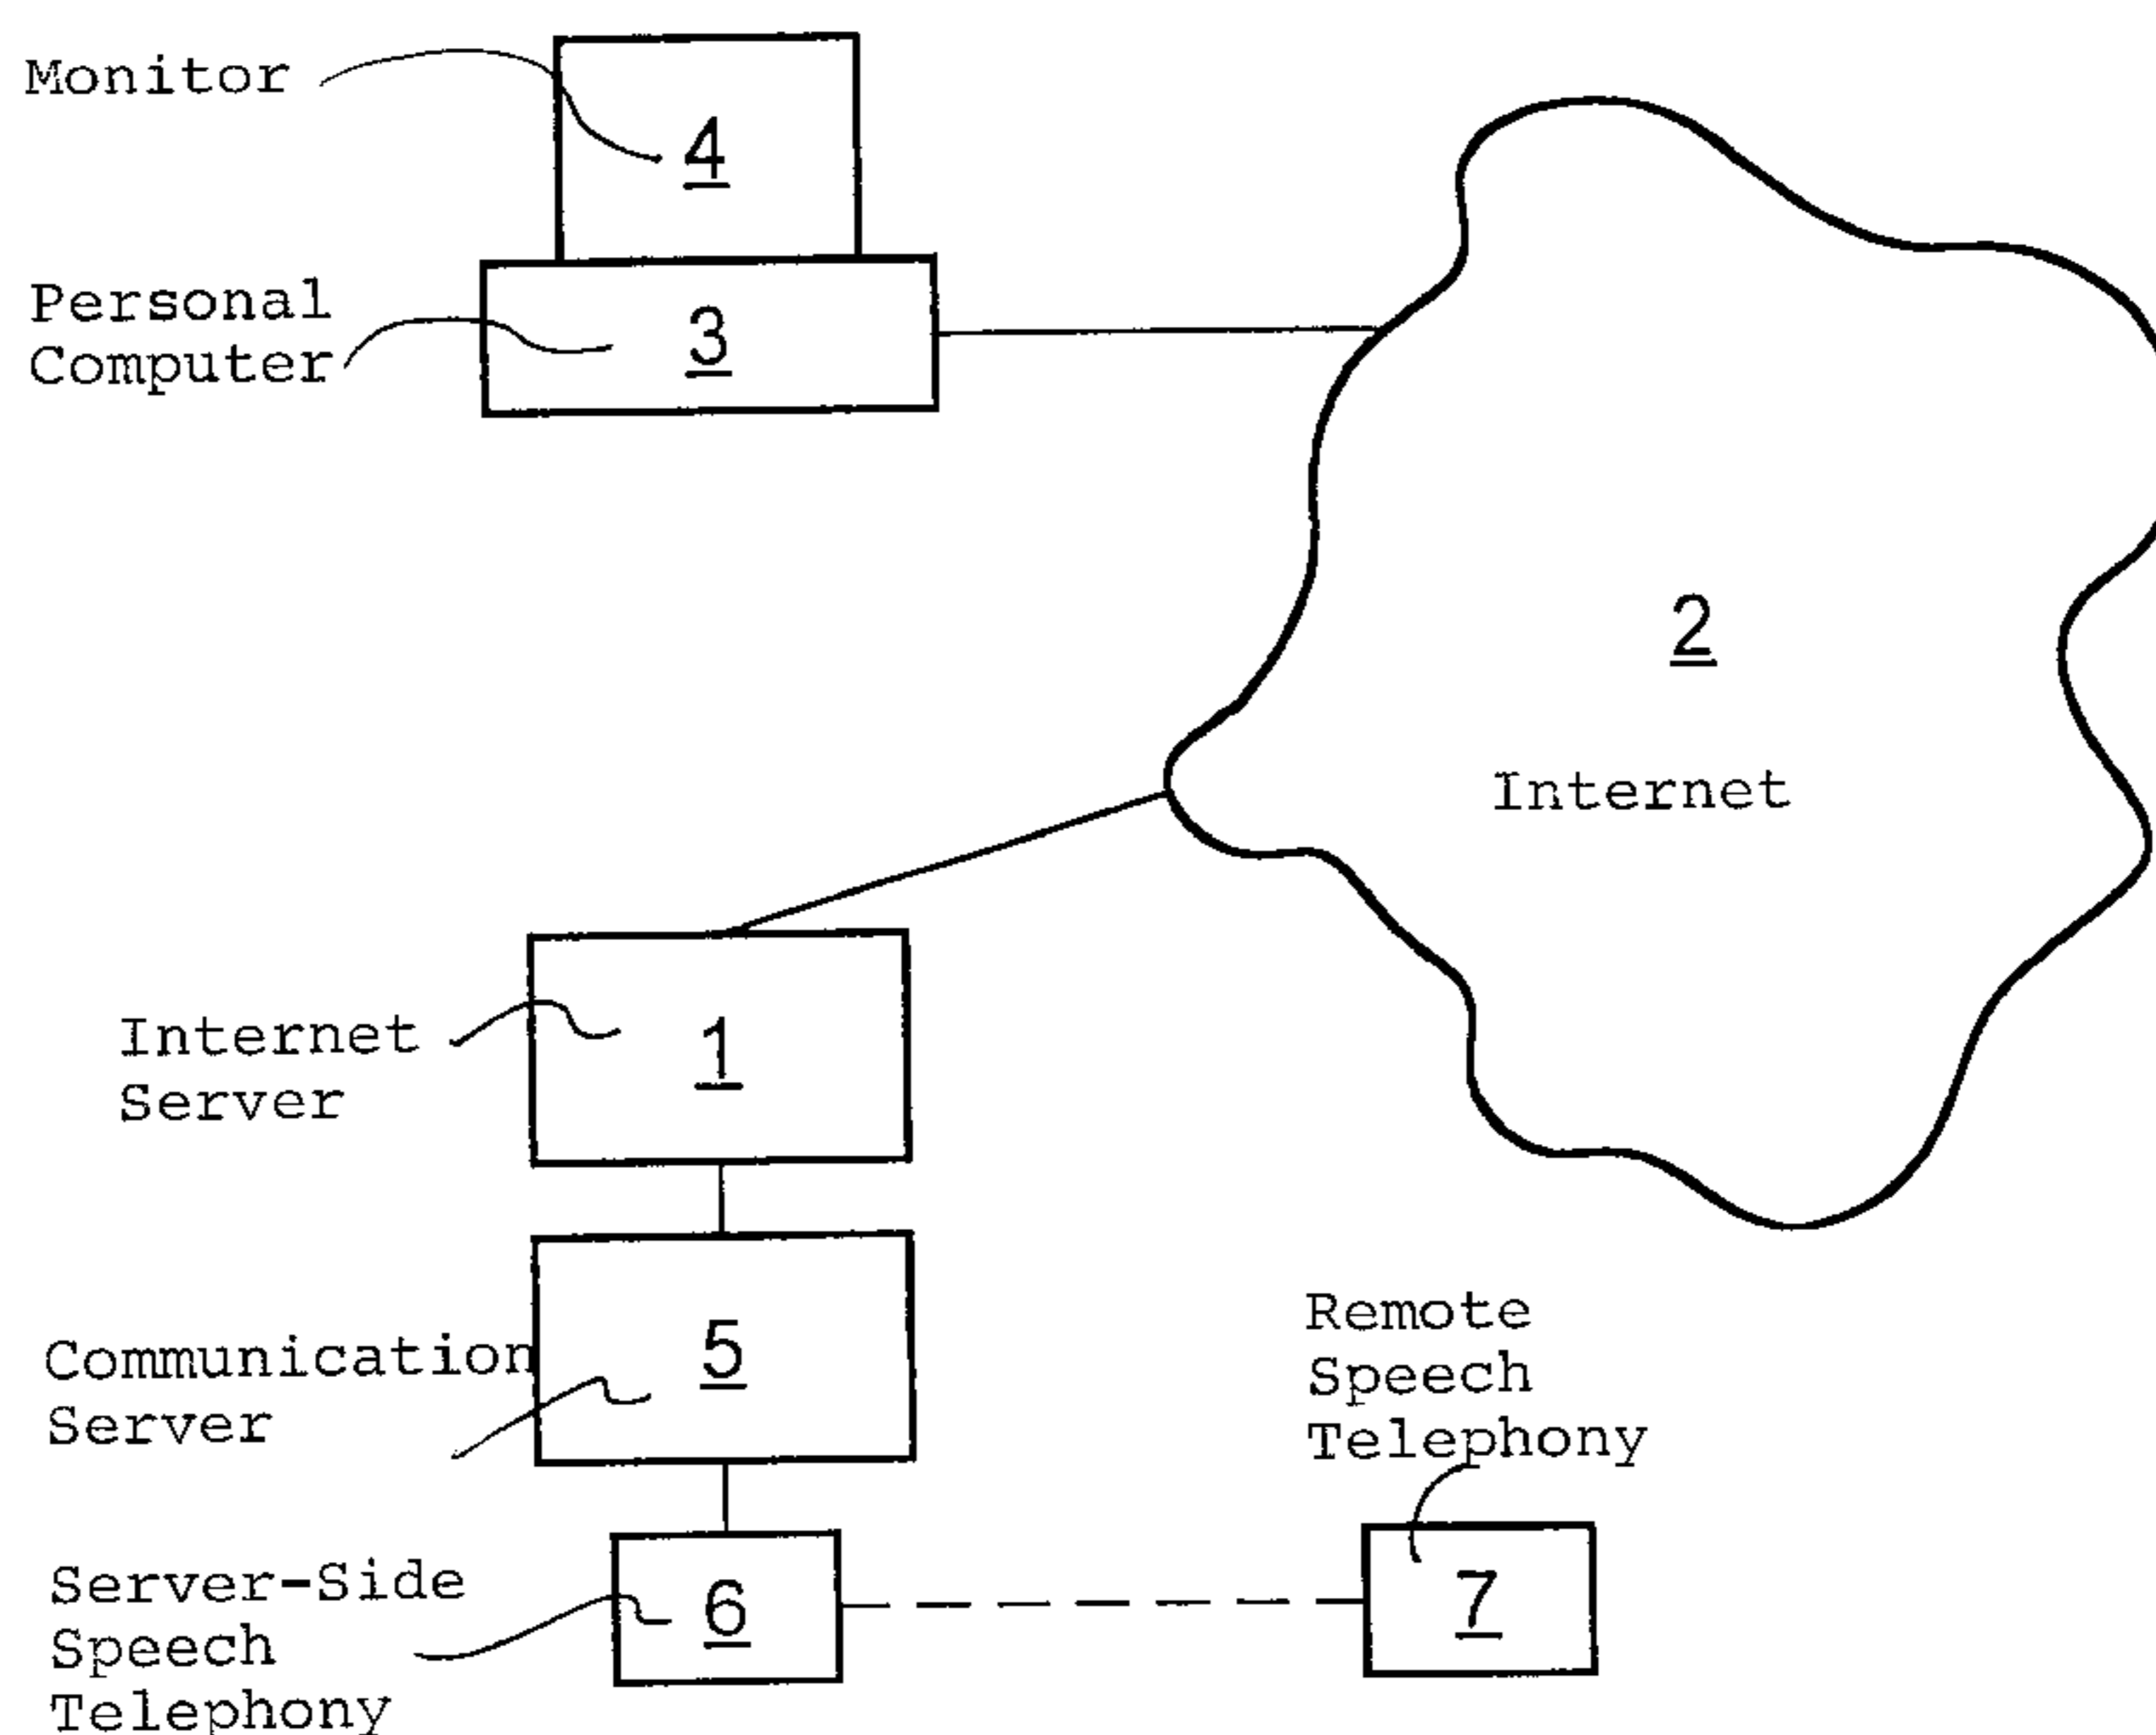 Monitor
4
Personal
Computer
3
2
Internet
Internet
Server
1
Communication
Server
5
Remote
Speech
Telephony
Server-Side
Speech
Telephony
6
7